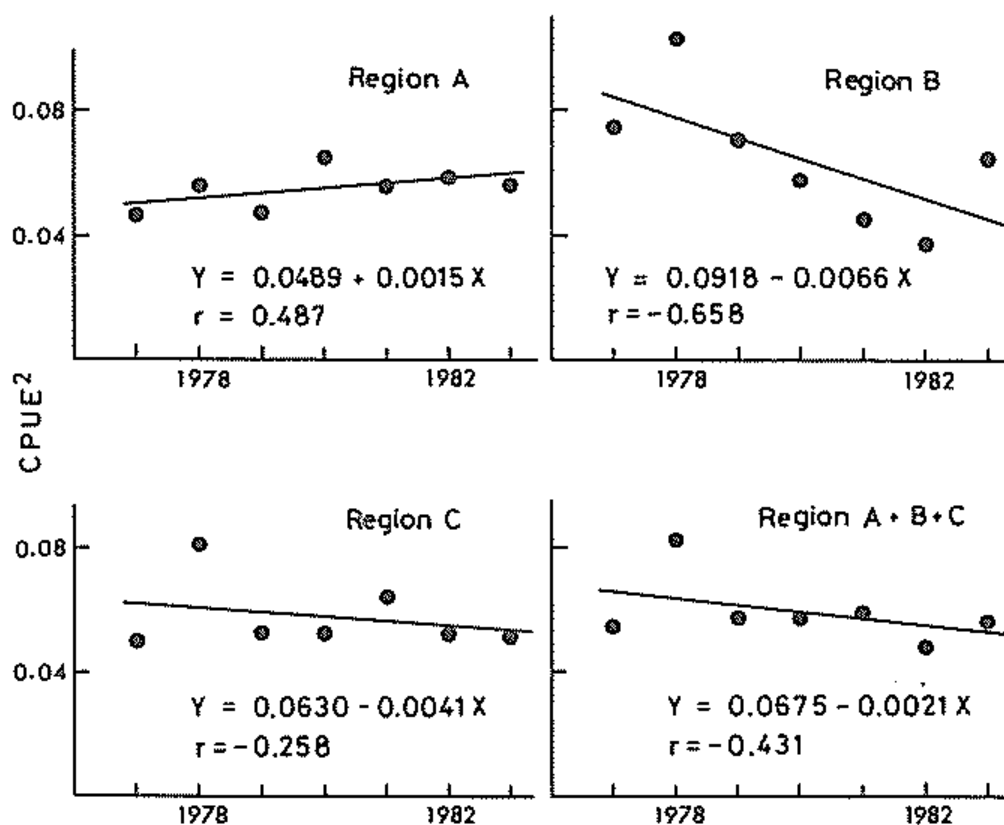 Region A
0.08
0.04
Y = 0.0489 + 0.0015 X
r = 0.487
1978 1982
Region B
Y = 0.0918 - 0.0066 X
r = -0.658
1978 1982
CPUE²
Region C
0.08
0.04
Y = 0.0630 - 0.0041 X
r = -0.258
1978 1982
Region A + B + C
Y = 0.0675 - 0.0021 X
r = -0.431
1978 1982